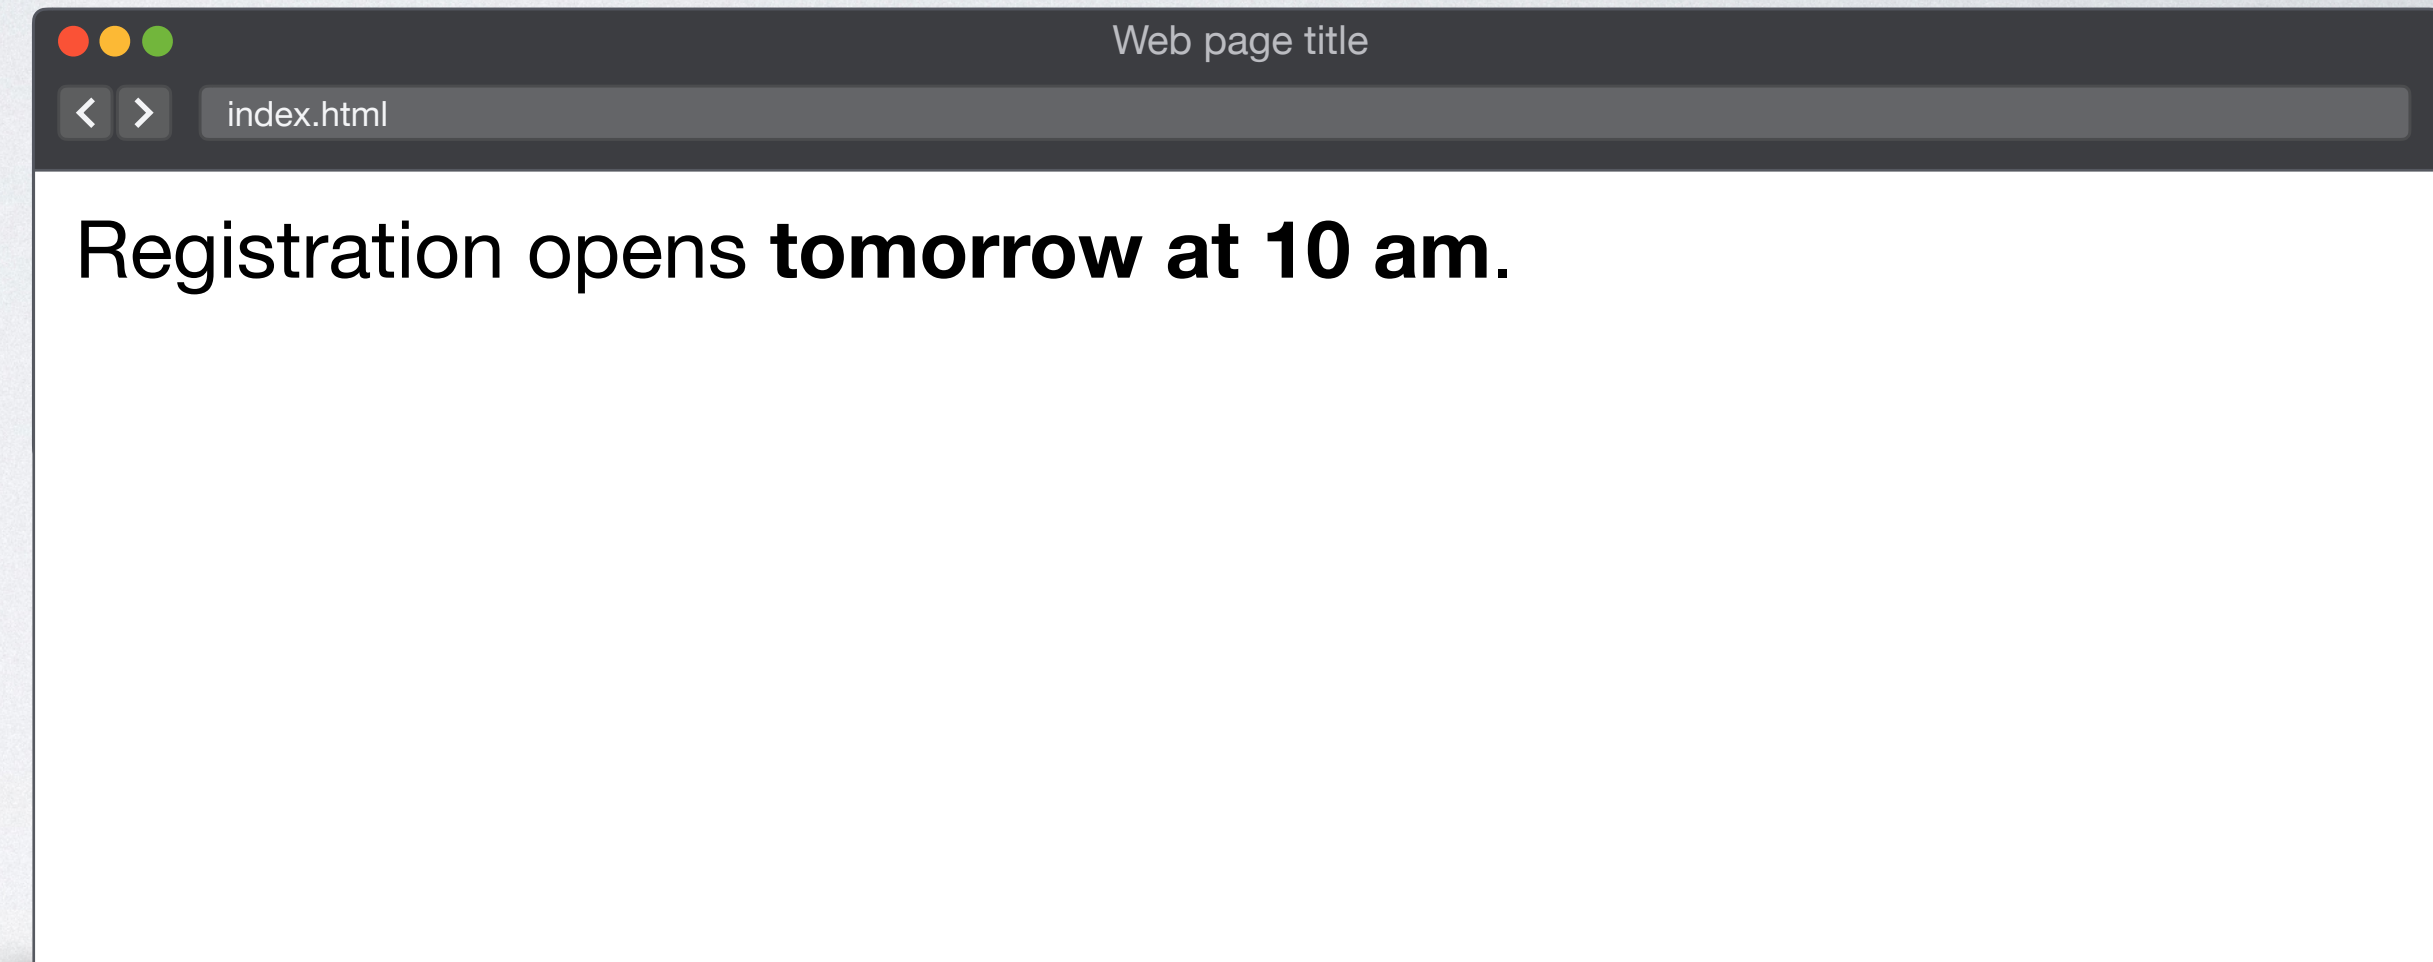 Web page title
index.html
Registration opens tomorrow at 10 am.